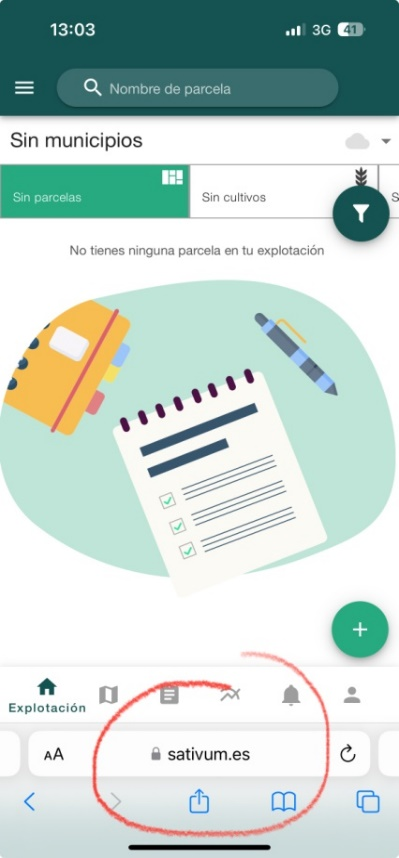 13:03
3G 41
Nombre de parcela
Sin municipios
Sin parcelas
Sin cultivos
S
No tienes ninguna parcela en tu explotación
+
Explotación
AA
sativum.es